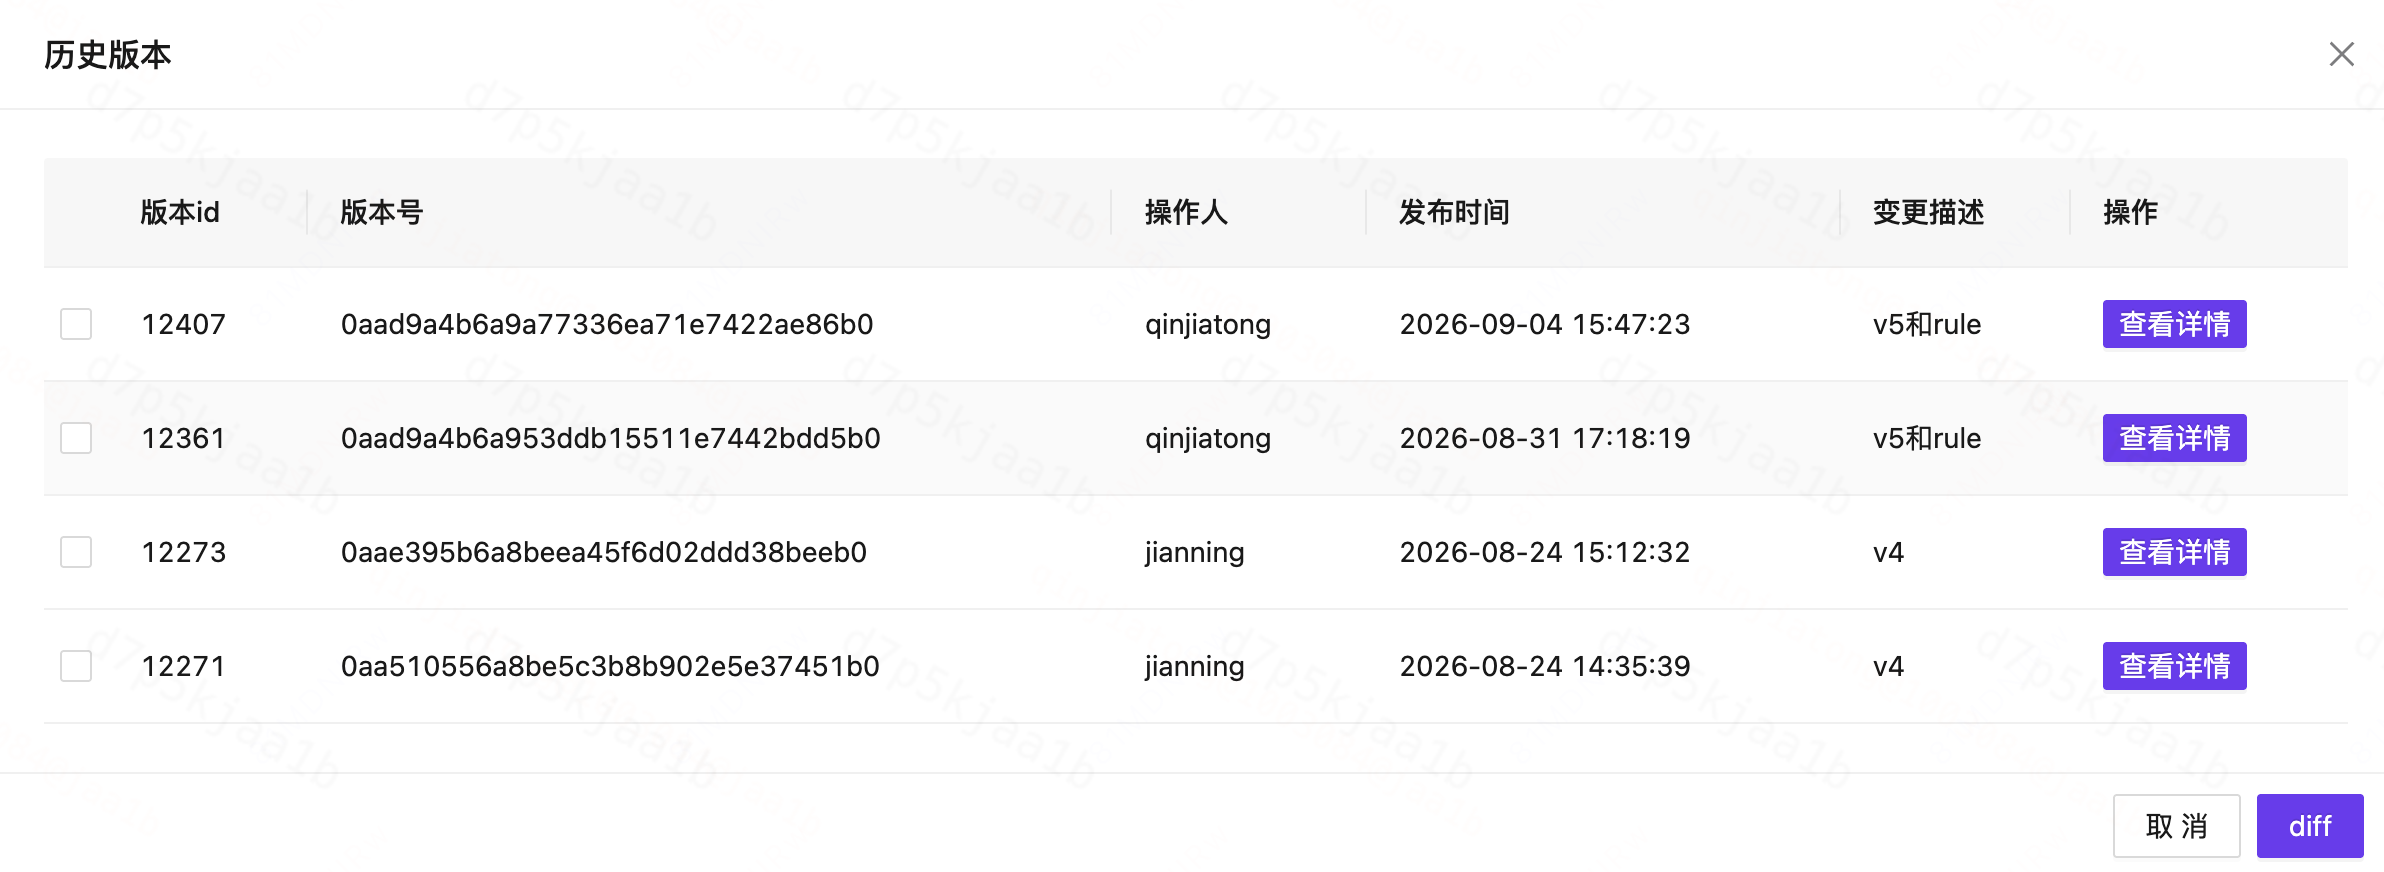 历史版本
版本id 版本号 操作人 发布时间 变更描述 操作
12407 0aad9a4b6a9a77336ea71e7422ae86b0 qinjiatong 2026-09-04 15:47:23 v5和rule 查看详情
12361 0aad9a4b6a953ddb15511e7442bdd5b0 qinjiatong 2026-08-31 17:18:19 v5和rule 查看详情
12273 0aae395b6a8beea45f6d02ddd38beeb0 jianning 2026-08-24 15:12:32 v4 查看详情
12271 0aa510556a8be5c3b8b902e5e37451b0 jianning 2026-08-24 14:35:39 v4 查看详情
取 消 diff
d7p5kjaa1b